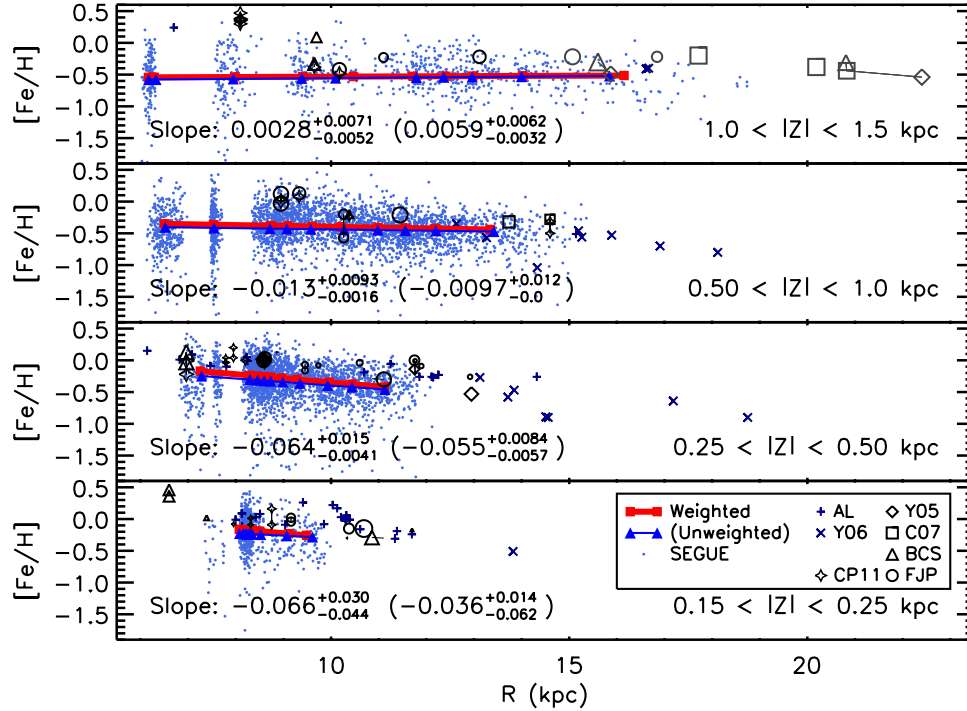 0.5
0.0
−0.5
−1.0
−1.5
[Fe/H]
Slope: 0.0028 +0.0071 −0.0052 (0.0059 +0.0062 −0.0032)
1.0 < |Z| < 1.5 kpc
0.5
0.0
−0.5
−1.0
−1.5
[Fe/H]
Slope: −0.013 +0.0093 −0.0016 (−0.0097 +0.012 −0.0)
0.50 < |Z| < 1.0 kpc
0.5
0.0
−0.5
−1.0
−1.5
[Fe/H]
Slope: −0.064 +0.015 −0.0041 (−0.055 +0.0084 −0.0057)
0.25 < |Z| < 0.50 kpc
0.5
0.0
−0.5
−1.0
−1.5
[Fe/H]
Weighted
(Unweighted)
SEGUE
AL
Y06
CP11
Y05
C07
BCS
FJP
Slope: −0.066 +0.030 −0.044 (−0.036 +0.014 −0.062)
0.15 < |Z| < 0.25 kpc
10
15
20
R (kpc)